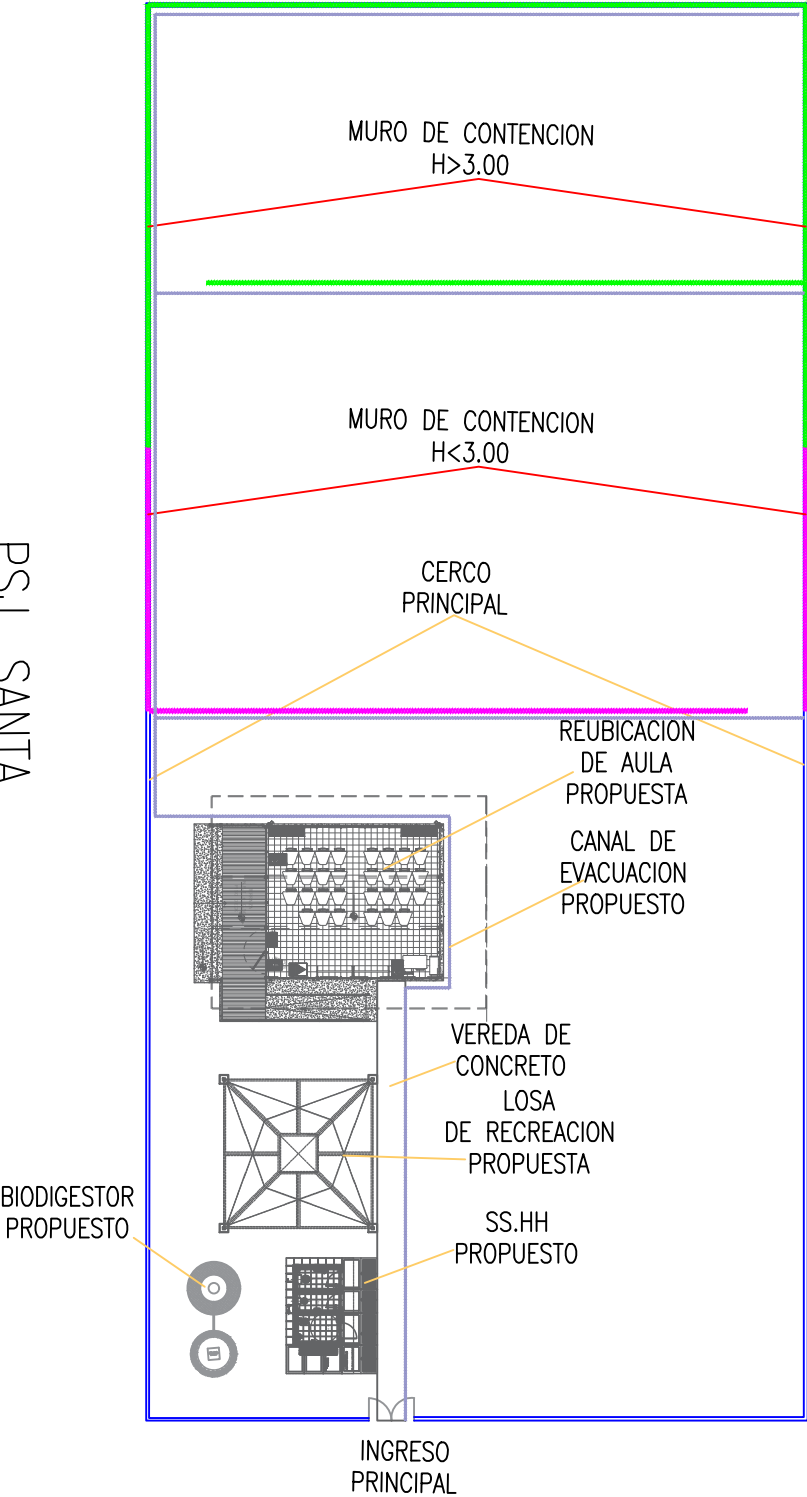 MURO DE CONTENCION
H>3.00
MURO DE CONTENCION
H<3.00
CERCO
PRINCIPAL
PSJ. SANTA
REUBICACION
DE AULA
PROPUESTA
CANAL DE
EVACUACION
PROPUESTO
VEREDA DE
CONCRETO
LOSA
DE RECREACION
PROPUESTA
BIODIGESTOR
PROPUESTO
SS.HH
PROPUESTO
INGRESO
PRINCIPAL